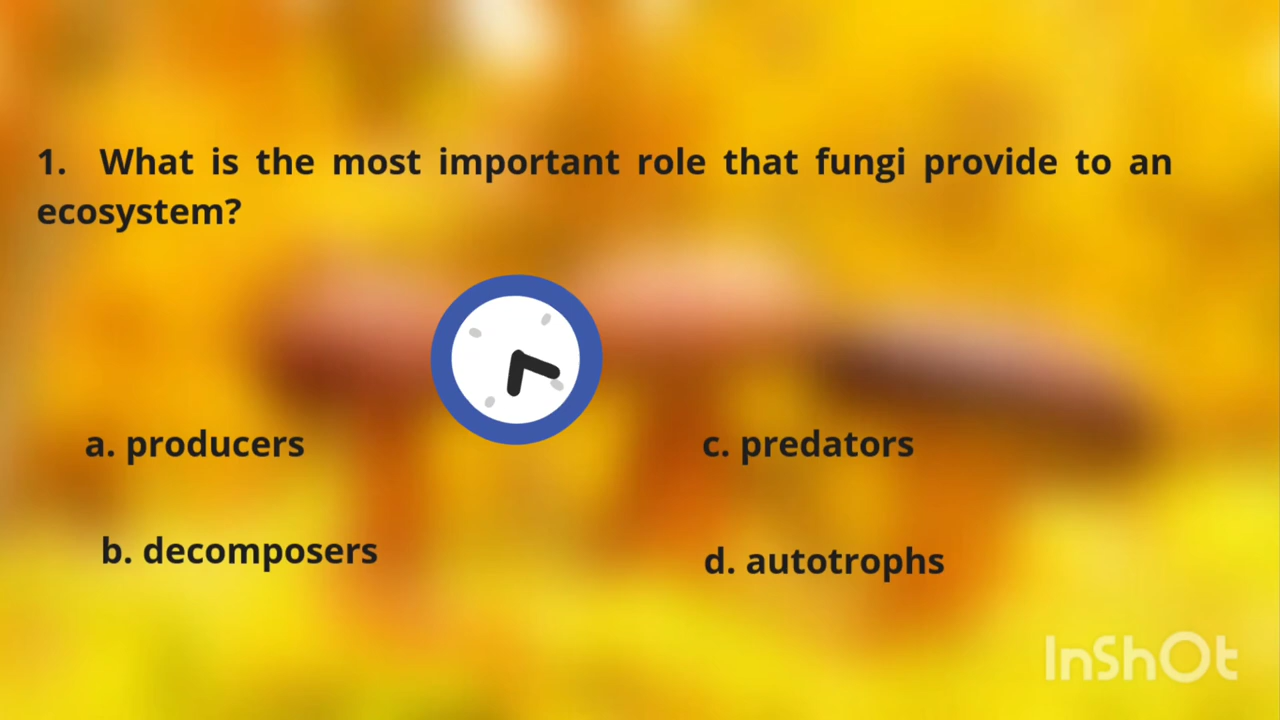 1. What is the most important role that fungi provide to an
ecosystem?
a. producers
b. decomposers
c. predators
d. autotrophs
InShOt